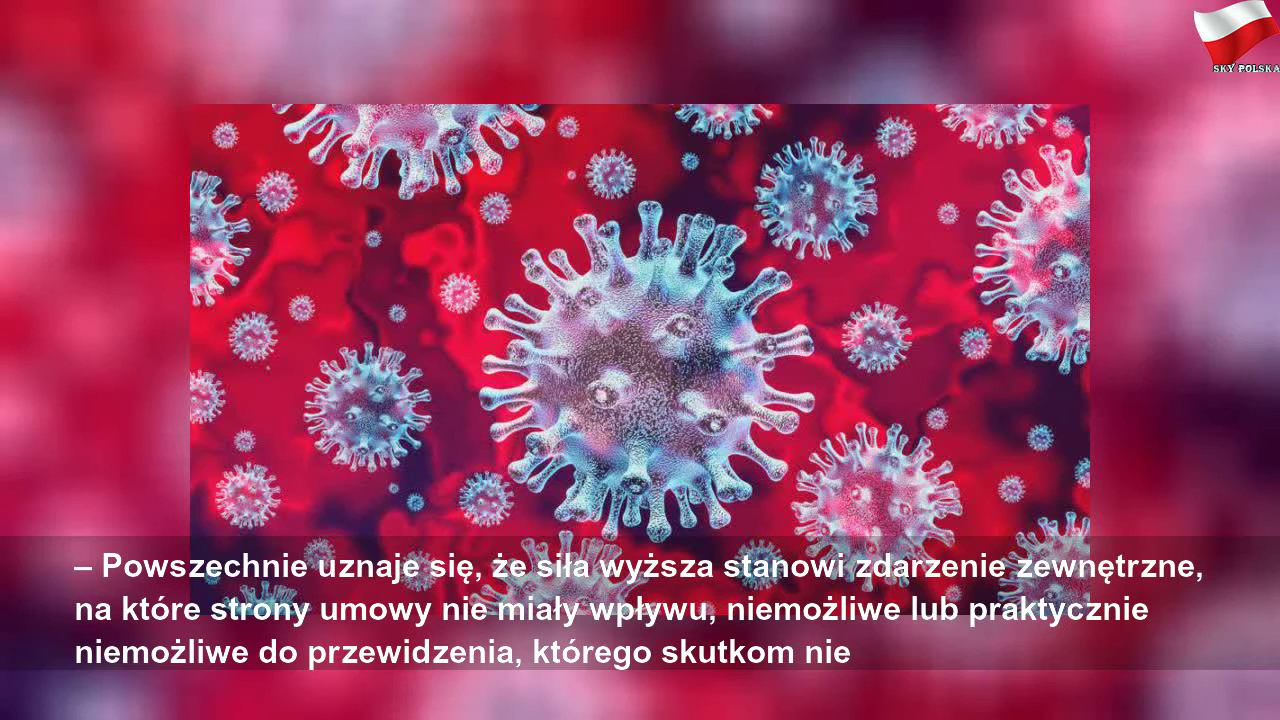 SKY POLSKA
– Powszechnie uznaje się, że siła wyższa stanowi zdarzenie zewnętrzne,
na które strony umowy nie miały wpływu, niemożliwe lub praktycznie
niemożliwe do przewidzenia, którego skutkom nie